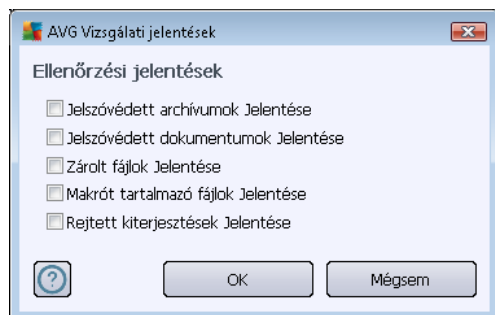 AVG Vizsgálati jelentések
Ellenőrzési jelentések
Jelszóvédett archívumok Jelentése
Jelszóvédett dokumentumok Jelentése
Zárolt fájlok Jelentése
Makrót tartalmazó fájlok Jelentése
Rejtett kiterjesztések Jelentése
? OK Mégsem